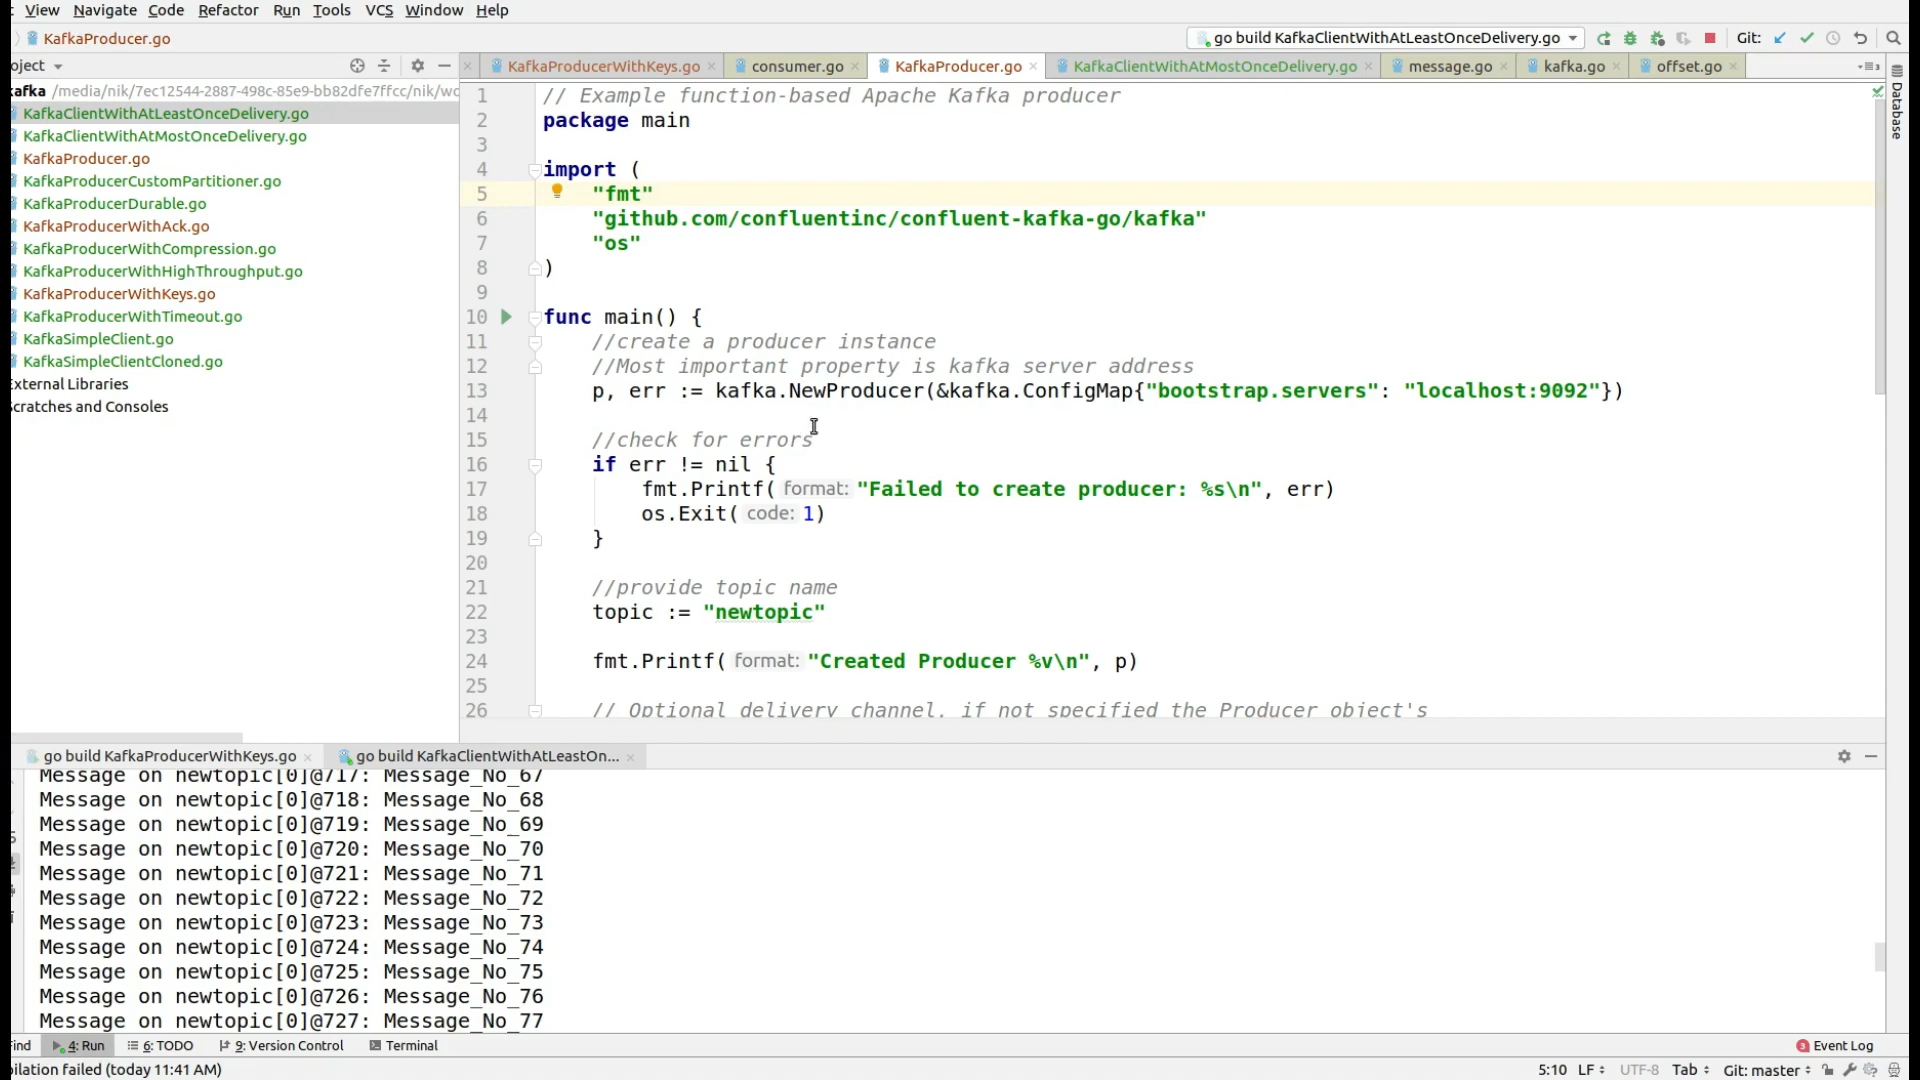 View Navigate Code Refactor Run Tools VCS Window Help
KafkaProducer.go
go build KafkaClientWithAtLeastOnceDelivery.go
Git:
oject
KafkaProducerWithKeys.go
consumer.go
KafkaProducer.go
KafkaClientWithAtMostOnceDelivery.go
message.go
kafka.go
offset.go
Database
kafka /media/nik/7ec12544-2887-498c-85e9-bb82dfe7ffcc/nik/wo
KafkaClientWithAtLeastOnceDelivery.go
KafkaClientWithAtMostOnceDelivery.go
KafkaProducer.go
KafkaProducerCustomPartitioner.go
KafkaProducerDurable.go
KafkaProducerWithAck.go
KafkaProducerWithCompression.go
KafkaProducerWithHighThroughput.go
KafkaProducerWithKeys.go
KafkaProducerWithTimeout.go
KafkaSimpleClient.go
KafkaSimpleClientCloned.go
External Libraries
Scratches and Consoles
1 // Example function-based Apache Kafka producer
2 package main
3
4 import (
5 "fmt"
6 "github.com/confluentinc/confluent-kafka-go/kafka"
7 "os"
8 )
9
10 func main() {
11 //create a producer instance
12 //Most important property is kafka server address
13 p, err := kafka.NewProducer(&kafka.ConfigMap{"bootstrap.servers": "localhost:9092"})
14
15 //check for errors
16 if err != nil {
17 fmt.Printf( format: "Failed to create producer: %s\n", err)
18 os.Exit( code: 1)
19 }
20
21 //provide topic name
22 topic := "newtopic"
23
24 fmt.Printf( format: "Created Producer %v\n", p)
25
26 // Optional delivery channel, if not specified the Producer object's
go build KafkaProducerWithKeys.go
go build KafkaClientWithAtLeastOn...
Message on newtopic[0]@717: Message_No_67
Message on newtopic[0]@718: Message_No_68
Message on newtopic[0]@719: Message_No_69
Message on newtopic[0]@720: Message_No_70
Message on newtopic[0]@721: Message_No_71
Message on newtopic[0]@722: Message_No_72
Message on newtopic[0]@723: Message_No_73
Message on newtopic[0]@724: Message_No_74
Message on newtopic[0]@725: Message_No_75
Message on newtopic[0]@726: Message_No_76
Message on newtopic[0]@727: Message_No_77
ind
4: Run
6: TODO
9: Version Control
Terminal
3 Event Log
pilation failed (today 11:41 AM)
5:10 LF UTF-8 Tab Git: master